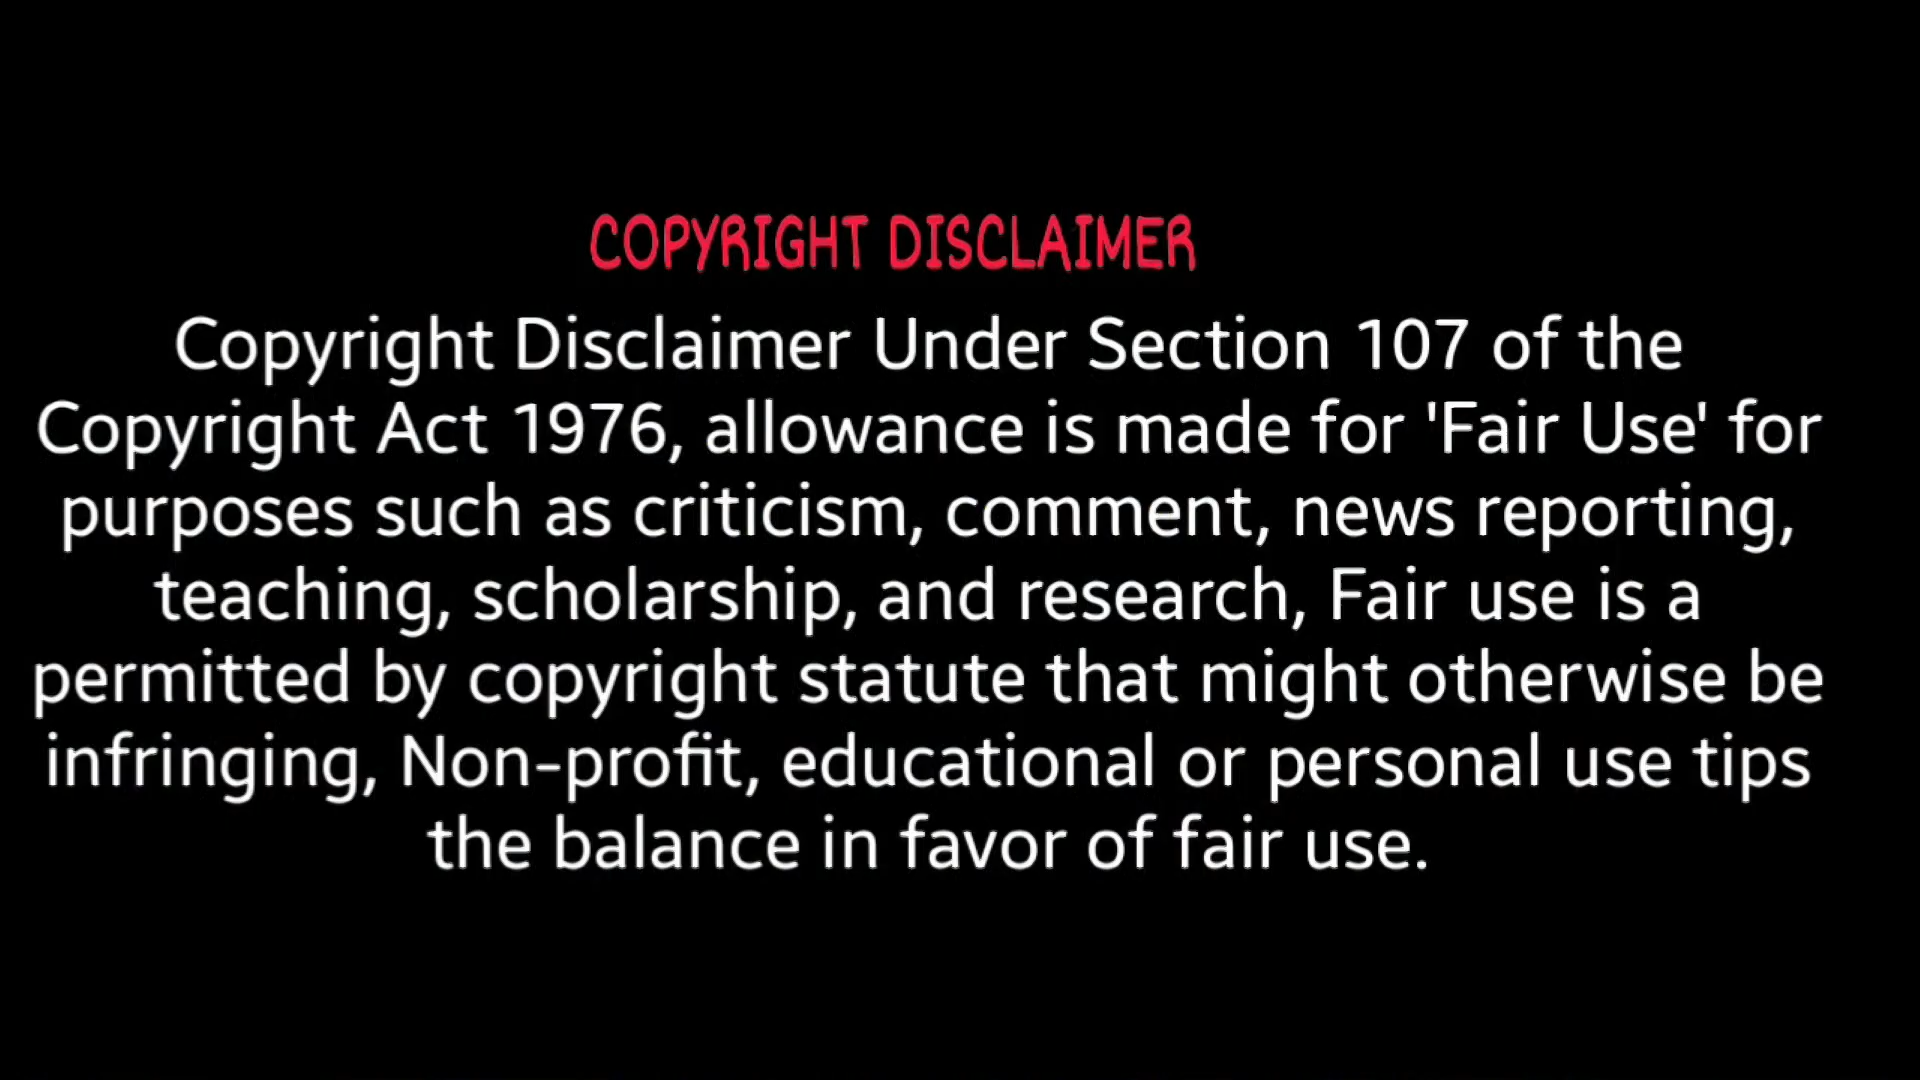 COPYRIGHT DISCLAIMER
Copyright Disclaimer Under Section 107 of the
Copyright Act 1976, allowance is made for 'Fair Use' for
purposes such as criticism, comment, news reporting,
teaching, scholarship, and research, Fair use is a
permitted by copyright statute that might otherwise be
infringing, Non-profit, educational or personal use tips
the balance in favor of fair use.